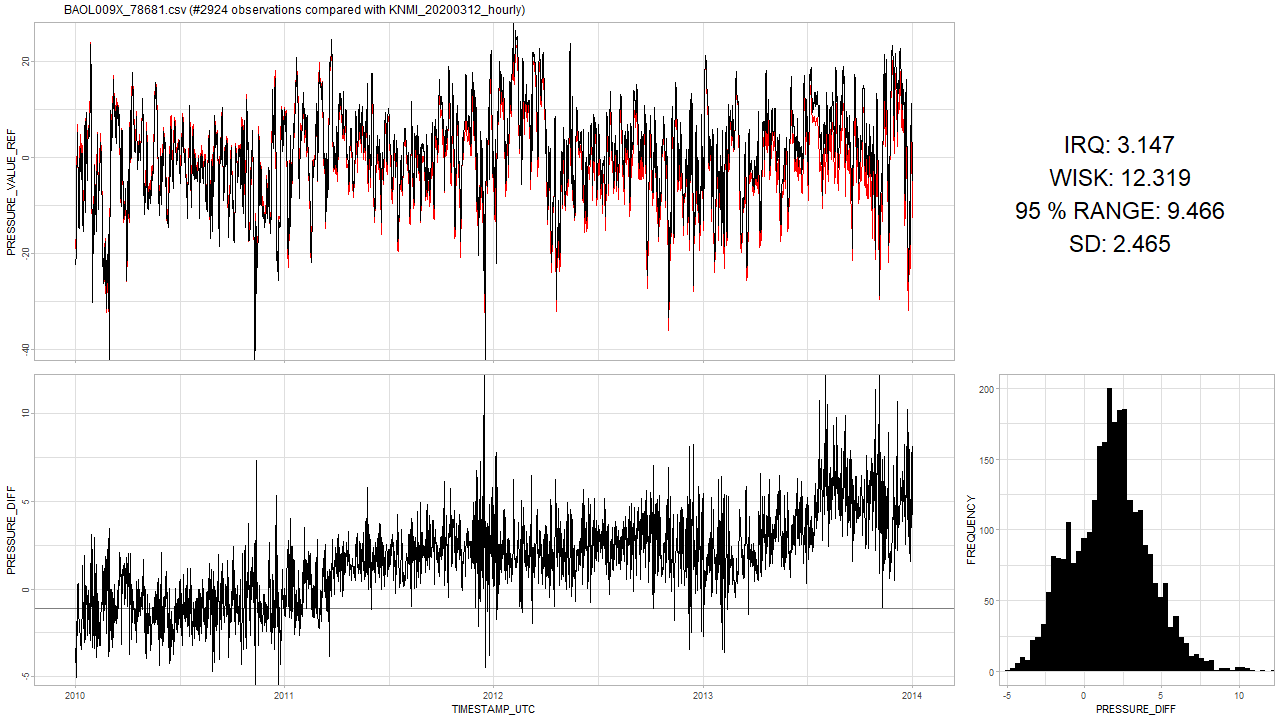 BAOL009X_78681.csv (#2924 observations compared with KNMI_20200312_hourly)
PRESSURE_VALUE_REF
20
0
-20
-40
IRQ: 3.147
WISK: 12.319
95 % RANGE: 9.466
SD: 2.465
PRESSURE_DIFF
10
5
0
-5
2010 2011 2012 2013 2014
TIMESTAMP_UTC
FREQUENCY
200
150
100
50
0
-5 0 5 10
PRESSURE_DIFF